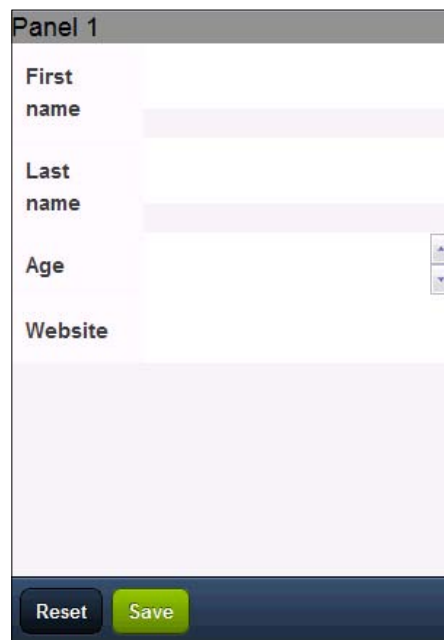 Panel 1
First
name
Last
name
Age
Website
Reset Save